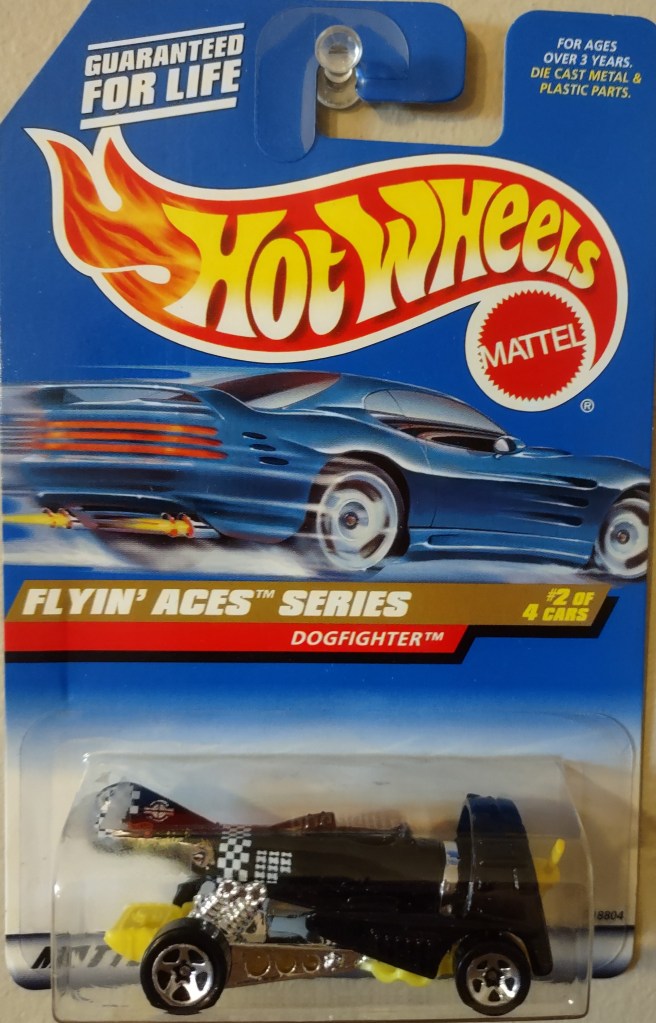 GUARANTEED
FOR LIFE
FOR AGES
OVER 3 YEARS.
DIE CAST METAL &
PLASTIC PARTS.
HOT WHEELS
MATTEL
®
FLYIN' ACES™ SERIES
#2 OF
4 CARS
DOGFIGHTER™
8804